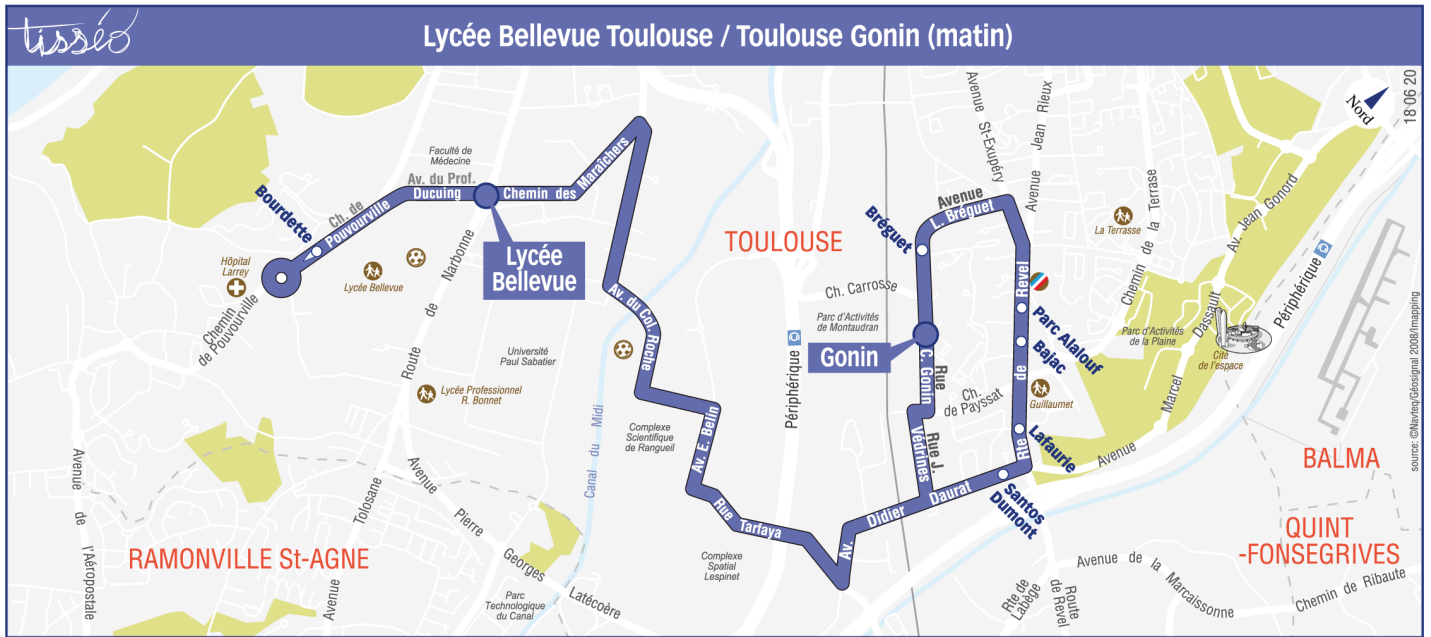 tisséo
Lycée Bellevue Toulouse / Toulouse Gonin (matin)
18 06 20
Nord
Faculté de
Médecine
Av. du Prof.
Ducuing
Chemin des
Maraîchers
Bourdette
Ch. de
Pouvourville
Hôpital
Larrey
Lycée Bellevue
Chemin
de Pouvourville
Lycée
Bellevue
Route
de
Narbonne
Université
Paul Sabatier
Lycée Professionnel
R. Bonnet
Av. du Col. Roche
Complexe
Scientifique
de Rangueil
Canal du Midi
Av. E. Belin
Rue
Tarfaya
Complexe
Spatial
Lespinet
Avenue
de
l'Aéropostale
RAMONVILLE St-AGNE
Avenue
Tolosane
Avenue
Pierre
Georges
Latécoère
Parc
Technologique
du Canal
TOULOUSE
Périphérique
Bréguet
Avenue
L. Bréguet
Avenue
St-Exupéry
Avenue Jean Rieux
Ch. Carrosse
Parc d'Activités
de Montaudran
Gonin
Rue
C. Gonin
Ch.
de Payssat
Rue J
Védrines
Av.
Didier
Daurat
Rte de Revel
Parc Alalouf
Bajac
Guillaumet
Lafaurie
Santos
Dumont
La Terrasse
Chemin de la Terrase
Av. Jean Gonord
Parc d'Activités
de la Plaine
Cité
de l'espace
Avenue
Marcel
Dassault
Périphérique
BALMA
QUINT
-FONSEGRIVES
Avenue de la Marcaissonne
Chemin de Ribaute
Rte de
Labège
Route
de Revel
source: ©Navteq/Géosignal 2008/Imapping